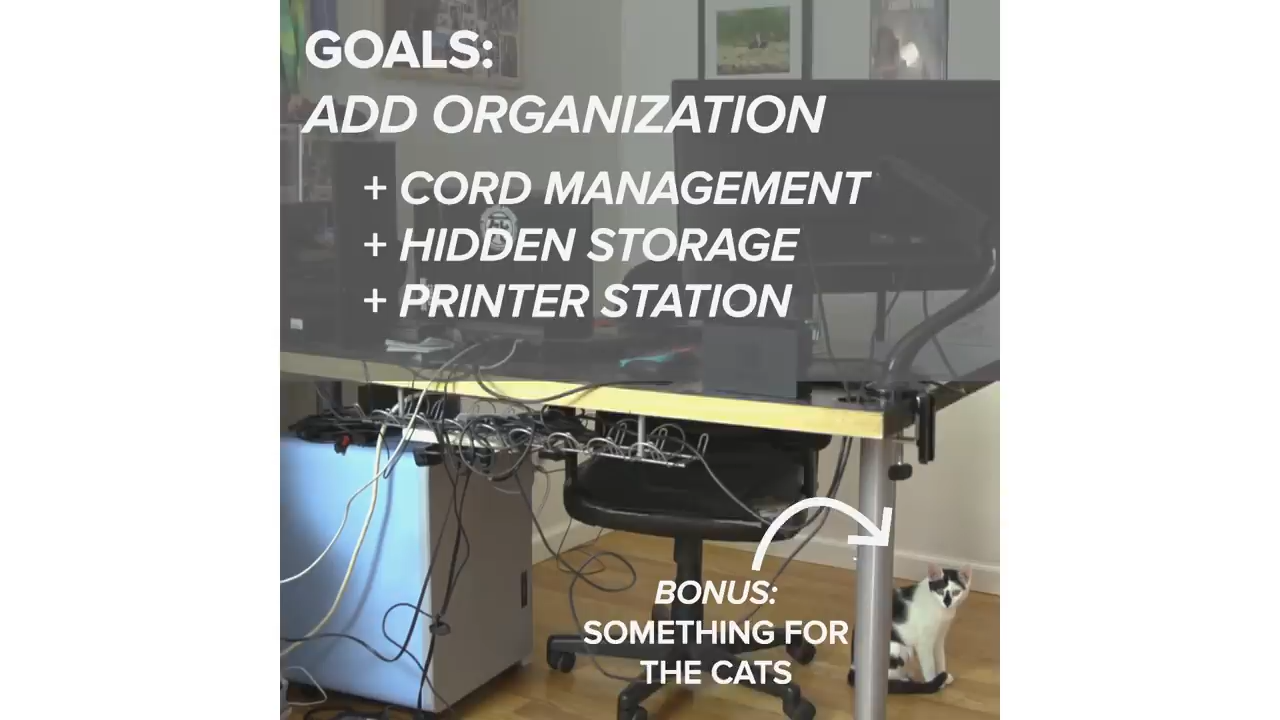 GOALS:
ADD ORGANIZATION
+ CORD MANAGEMENT
+ HIDDEN STORAGE
+ PRINTER STATION
BONUS:
SOMETHING FOR
THE CATS